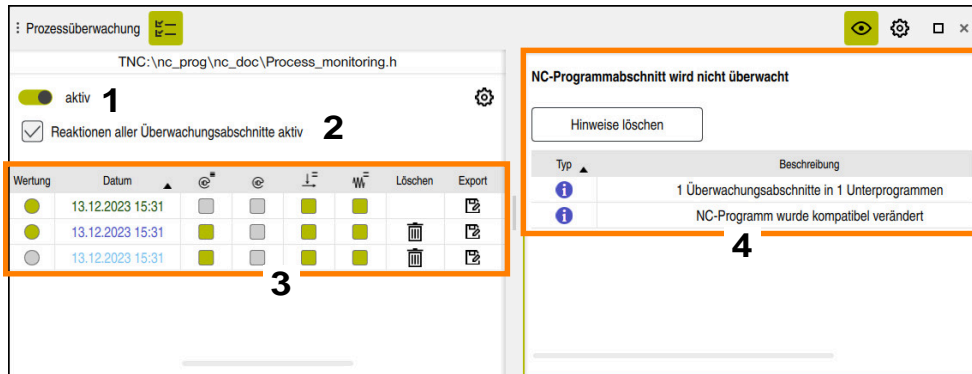 Prozessüberwachung
TNC:\nc_prog\nc_doc\Process_monitoring.h
aktiv 1
Reaktionen aller Überwachungsabschnitte aktiv 2
Wertung Datum Löschen Export
13.12.2023 15:31
13.12.2023 15:31
13.12.2023 15:31
3
NC-Programmabschnitt wird nicht überwacht
Hinweise löschen
Typ Beschreibung
1 Überwachungsabschnitte in 1 Unterprogrammen
NC-Programm wurde kompatibel verändert
4